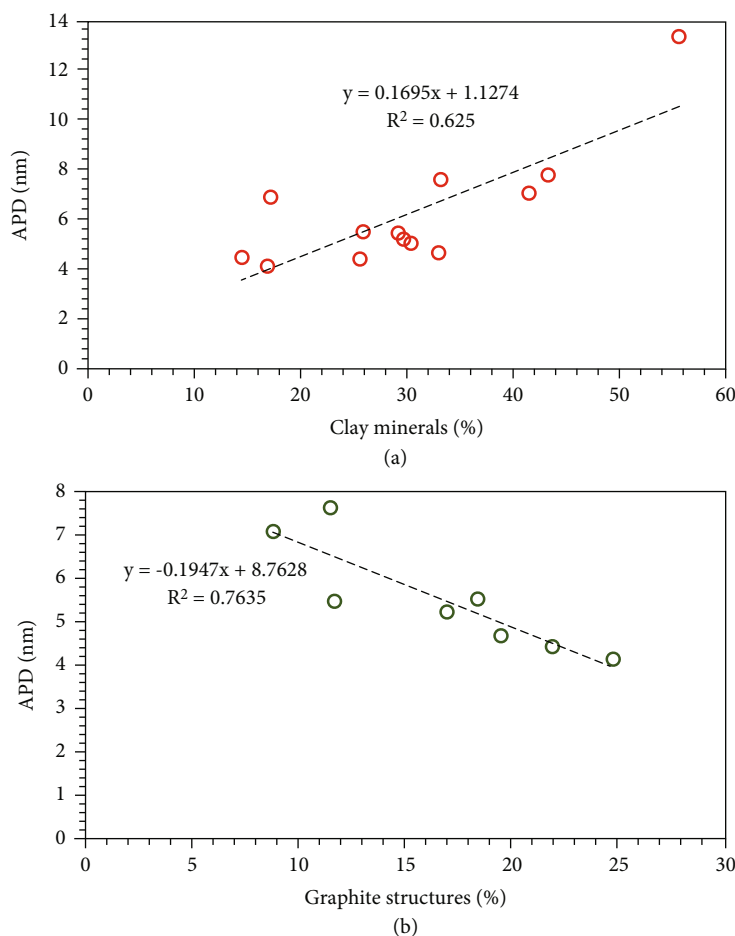 14
12
10
8
6
4
2
0
APD (nm)
y = 0.1695x + 1.1274
R² = 0.625
0 10 20 30 40 50 60
Clay minerals (%)
(a)
8
7
6
5
4
3
2
1
0
APD (nm)
y = -0.1947x + 8.7628
R² = 0.7635
0 5 10 15 20 25 30
Graphite structures (%)
(b)